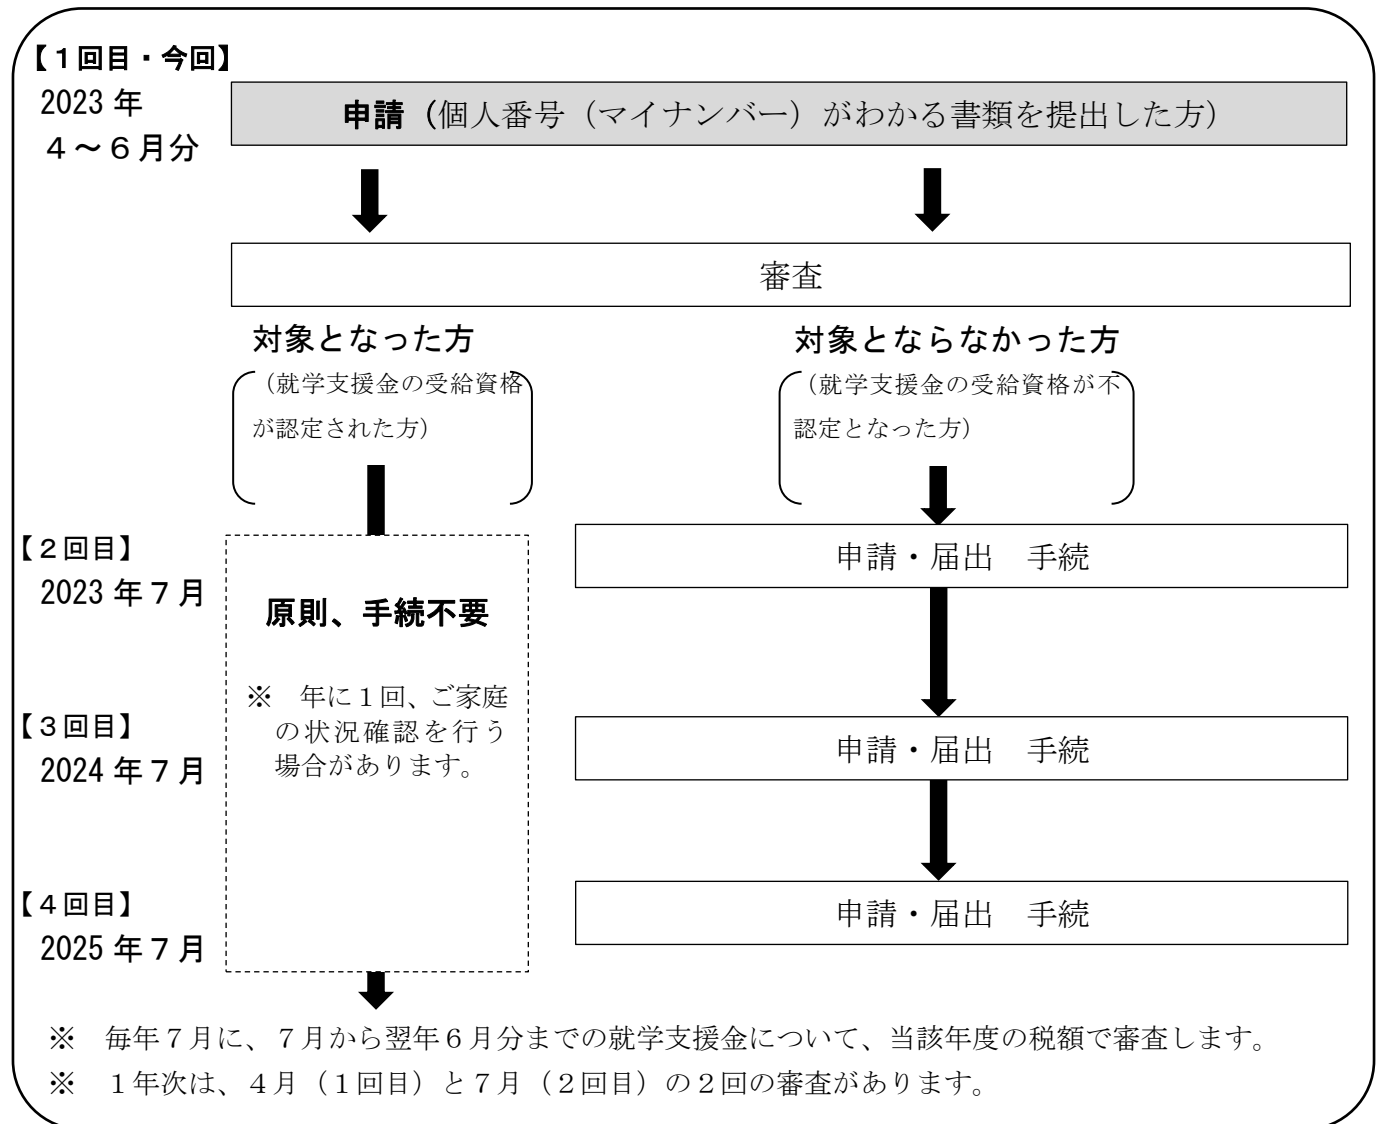 【１回目・今回】
2023 年
４～６月分
申請（個人番号（マイナンバー）がわかる書類を提出した方）
審査
対象となった方
（就学支援金の受給資格
が認定された方）
対象とならなかった方
（就学支援金の受給資格が不
認定となった方）
【２回目】
2023 年７月
原則、手続不要
※　年に１回、ご家庭
の状況確認を行う
場合があります。
申請・届出　手続
【３回目】
2024 年７月
申請・届出　手続
【４回目】
2025 年７月
申請・届出　手続
※　毎年７月に、７月から翌年６月分までの就学支援金について、当該年度の税額で審査します。
※　１年次は、４月（１回目）と７月（２回目）の２回の審査があります。